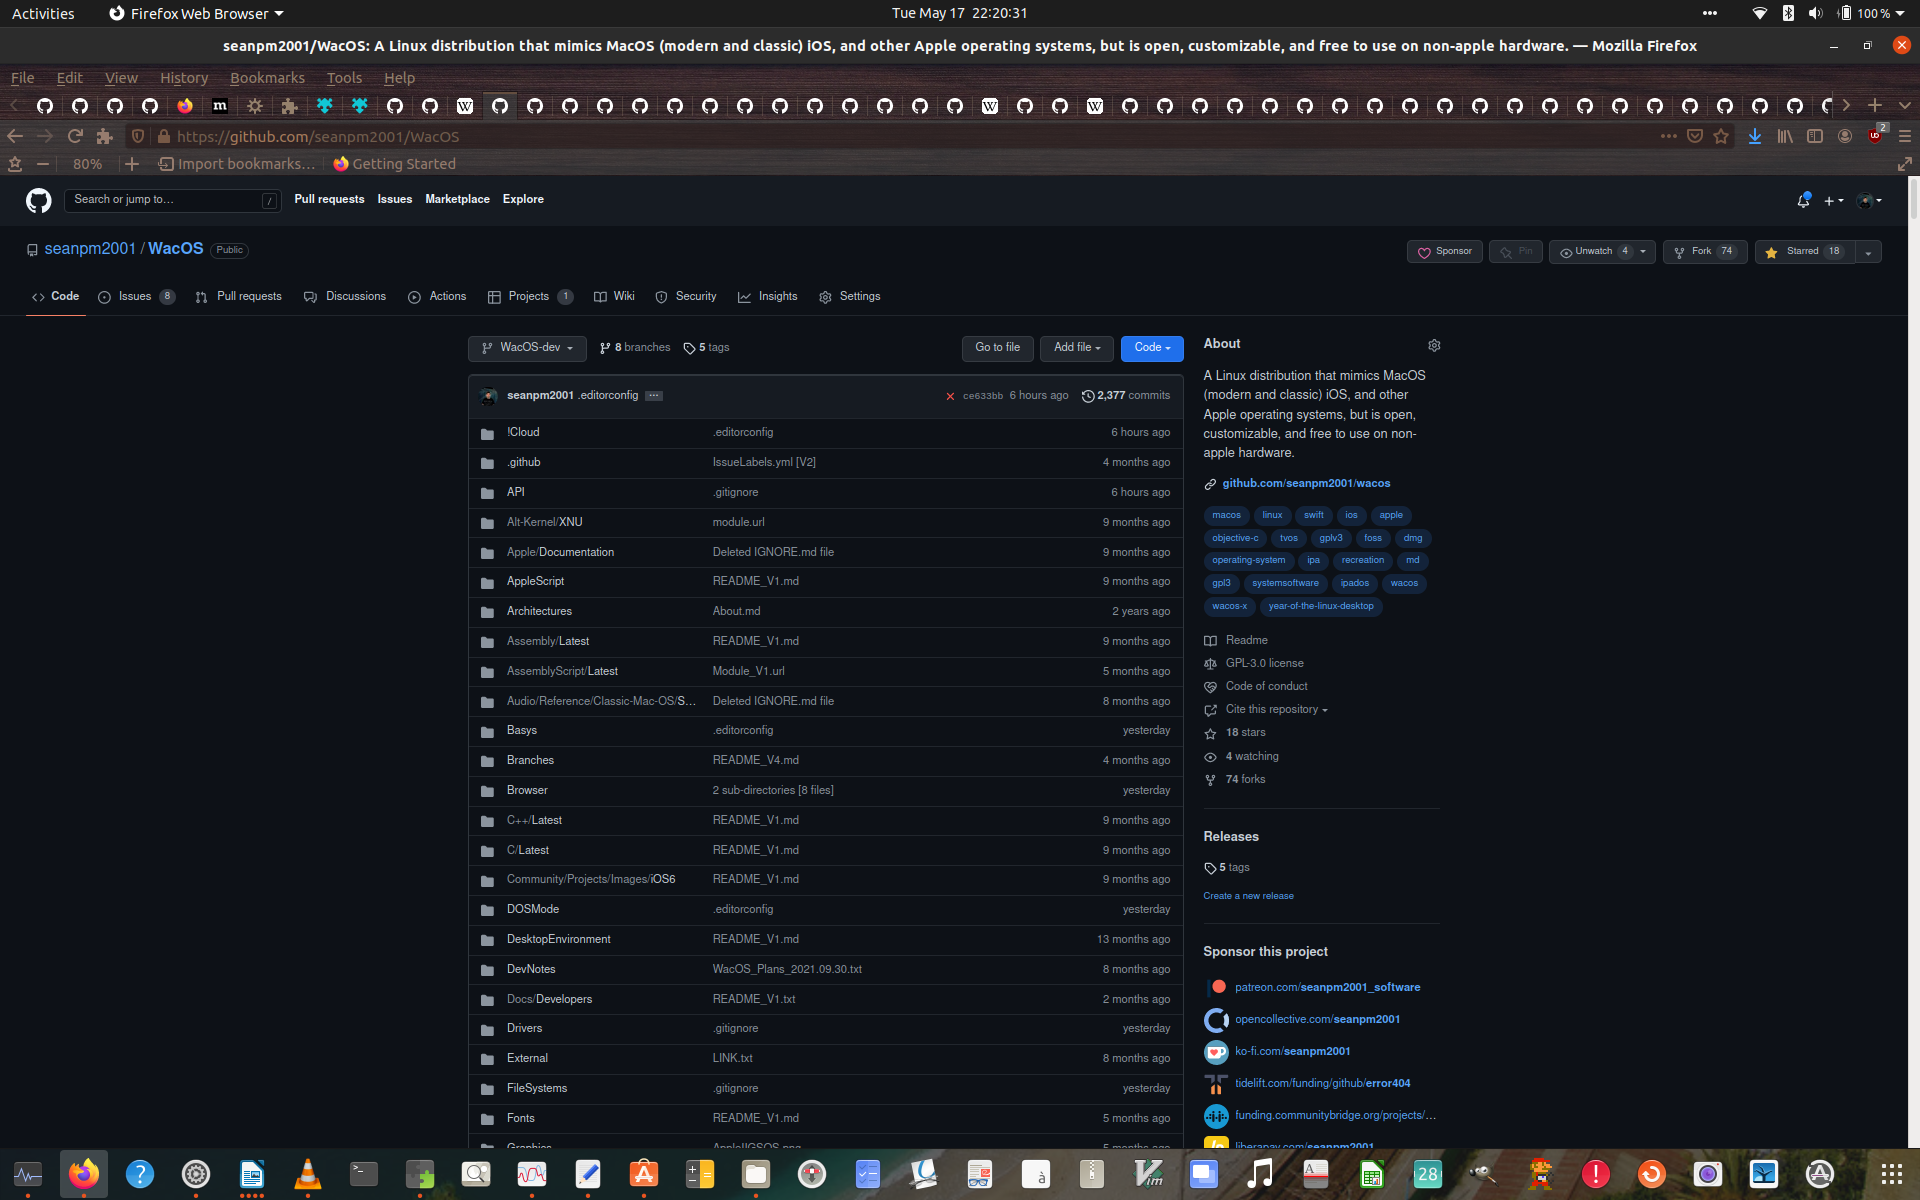 Activities
Firefox Web Browser
Tue May 17 22:20:31
100 %
seanpm2001/WacOS: A Linux distribution that mimics MacOS (modern and classic) iOS, and other Apple operating systems, but is open, customizable, and free to use on non-apple hardware. — Mozilla Firefox
File Edit View History Bookmarks Tools Help
https://github.com/seanpm2001/WacOS
2
80%
Import bookmarks...
Getting Started
Search or jump to...
/
Pull requests
Issues
Marketplace
Explore
seanpm2001 / WacOS
Public
Sponsor
Pin
Unwatch 4
Fork 74
Starred 18
Code
Issues 8
Pull requests
Discussions
Actions
Projects 1
Wiki
Security
Insights
Settings
WacOS-dev
8 branches
5 tags
Go to file
Add file
Code
seanpm2001 .editorconfig
ce633bb 6 hours ago
2,377 commits
!Cloud .editorconfig 6 hours ago
.github IssueLabels.yml [V2] 4 months ago
API .gitignore 6 hours ago
Alt-Kernel/XNU module.url 9 months ago
Apple/Documentation Deleted IGNORE.md file 9 months ago
AppleScript README_V1.md 9 months ago
Architectures About.md 2 years ago
Assembly/Latest README_V1.md 9 months ago
AssemblyScript/Latest Module_V1.url 5 months ago
Audio/Reference/Classic-Mac-OS/S... Deleted IGNORE.md file 8 months ago
Basys .editorconfig yesterday
Branches README_V4.md 4 months ago
Browser 2 sub-directories [8 files] yesterday
C++/Latest README_V1.md 9 months ago
C/Latest README_V1.md 9 months ago
Community/Projects/Images/iOS6 README_V1.md 9 months ago
DOSMode .editorconfig yesterday
DesktopEnvironment README_V1.md 13 months ago
DevNotes WacOS_Plans_2021.09.30.txt 8 months ago
Docs/Developers README_V1.txt 2 months ago
Drivers .gitignore yesterday
External LINK.txt 8 months ago
FileSystems .gitignore yesterday
Fonts README_V1.md 5 months ago
Graphics AppleIIGSOS.png 5 months ago
About
A Linux distribution that mimics MacOS
(modern and classic) iOS, and other
Apple operating systems, but is open,
customizable, and free to use on non-
apple hardware.
github.com/seanpm2001/wacos
macos linux swift ios apple
objective-c tvos gplv3 foss dmg
operating-system ipa recreation md
gpl3 systemsoftware ipados wacos
wacos-x year-of-the-linux-desktop
Readme
GPL-3.0 license
Code of conduct
Cite this repository
18 stars
4 watching
74 forks
Releases
5 tags
Create a new release
Sponsor this project
patreon.com/seanpm2001_software
opencollective.com/seanpm2001
ko-fi.com/seanpm2001
tidelift.com/funding/github/error404
funding.communitybridge.org/projects/...
liberapay.com/seanpm2001
28